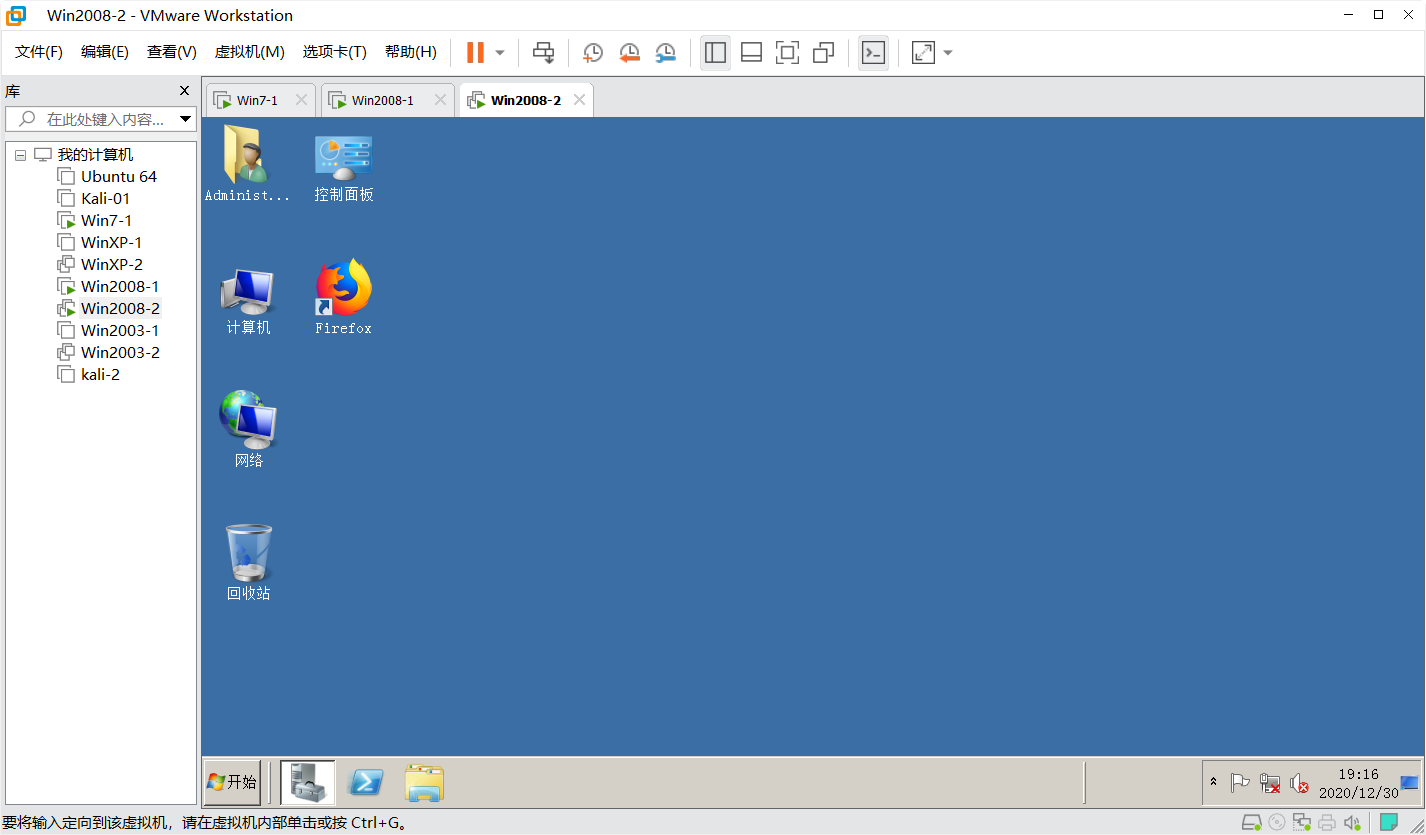 Win2008-2 - VMware Workstation
文件(F) 编辑(E) 查看(V) 虚拟机(M) 选项卡(T) 帮助(H)
库
在此处键入内容...
我的计算机
Ubuntu 64
Kali-01
Win7-1
WinXP-1
WinXP-2
Win2008-1
Win2008-2
Win2003-1
Win2003-2
kali-2
Win7-1 Win2008-1 Win2008-2
Administ... 控制面板
计算机 Firefox
网络
回收站
开始
19:16
2020/12/30
要将输入定向到该虚拟机，请在虚拟机内部单击或按 Ctrl+G。